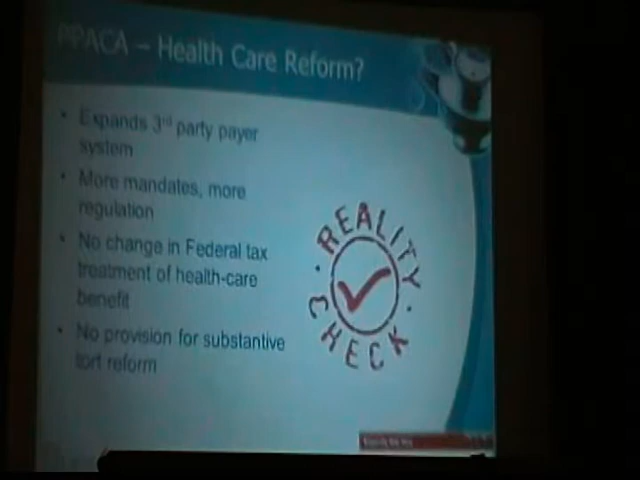 PPACA – Health Care Reform?
• Expands 3rd party payer
system
• More mandates, more
regulation
• No change in Federal tax
treatment of health-care
benefit
• No provision for substantive
tort reform
REALITY
CHECK